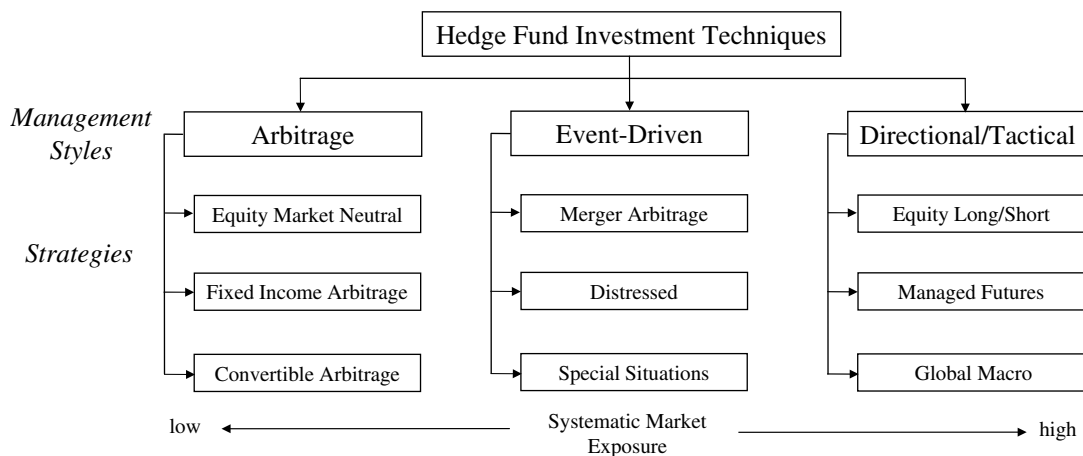 Hedge Fund Investment Techniques
Management
Styles
Arbitrage
Event-Driven
Directional/Tactical
Strategies
Equity Market Neutral
Merger Arbitrage
Equity Long/Short
Fixed Income Arbitrage
Distressed
Managed Futures
Convertible Arbitrage
Special Situations
Global Macro
low
Systematic Market
Exposure
high